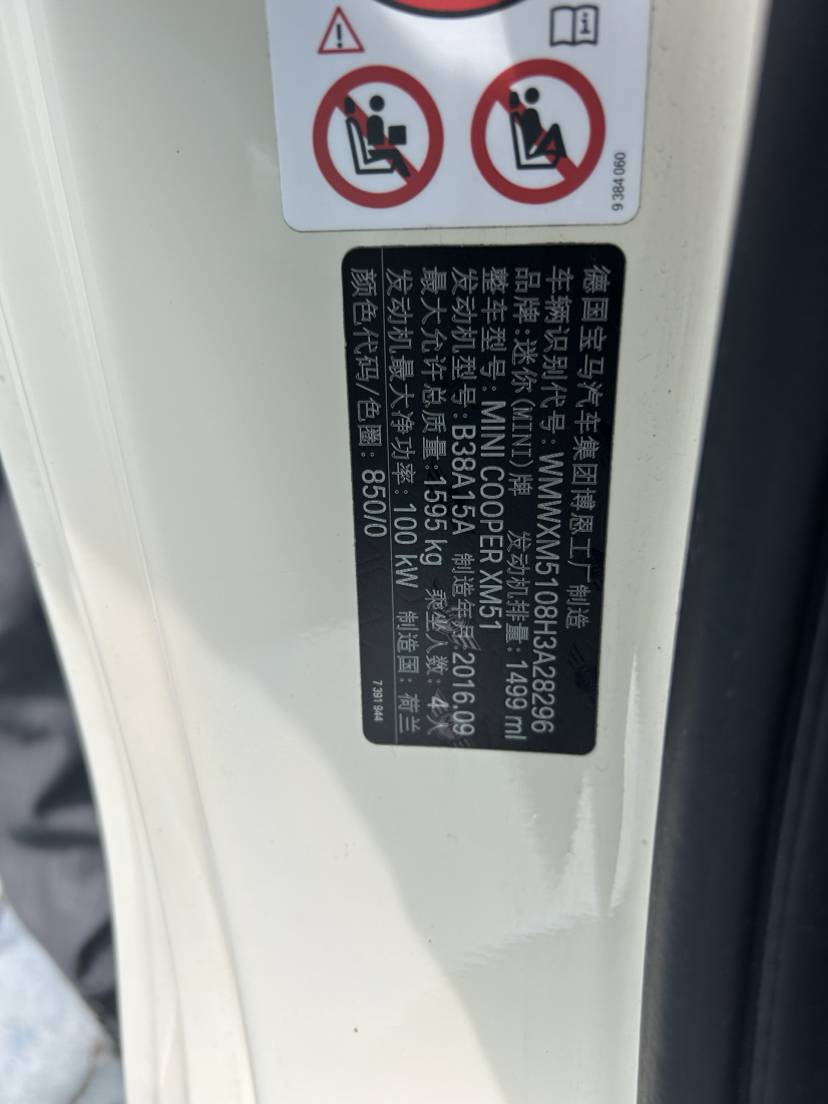 9 384 060
德国宝马汽车集团博恩工厂 制造
车辆识别代号: WMWXM5108H3A28296
品牌:迷你(MINI)牌 发动机排量: 1499 ml
整车型号: MINI COOPER XM51
发动机型号: B38A15A 制造年月: 2016.09
最大允许总质量: 1595 kg 乘坐人数: 4人
发动机最大净功率: 100 kW 制造国: 荷兰
颜色代码/色圈: 850/0
7 391 944